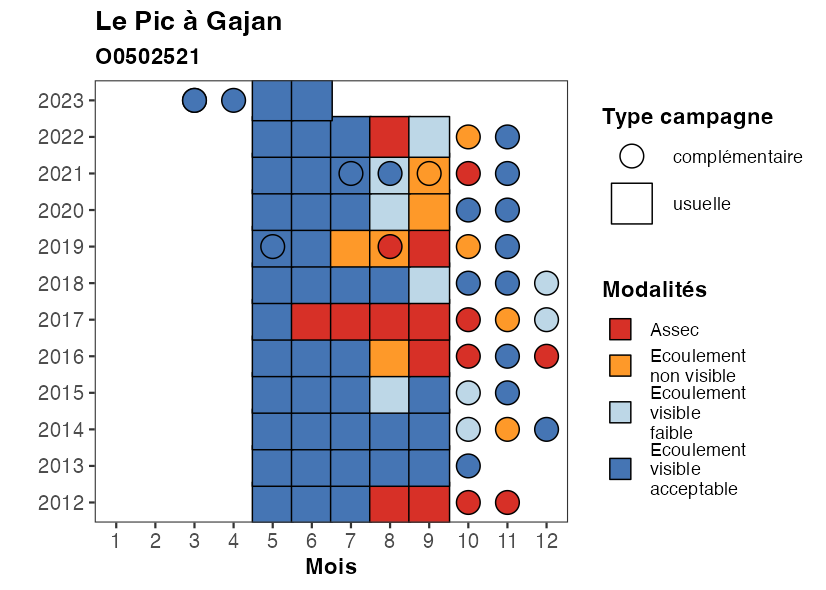 Le Pic à Gajan
O0502521
2023
2022
2021
2020
2019
2018
2017
2016
2015
2014
2013
2012
1 2 3 4 5 6 7 8 9 10 11 12
Mois
Type campagne
complémentaire
usuelle
Modalités
Assec
Ecoulement
non visible
Ecoulement
visible
faible
Ecoulement
visible
acceptable